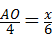 AO/4 = x/6